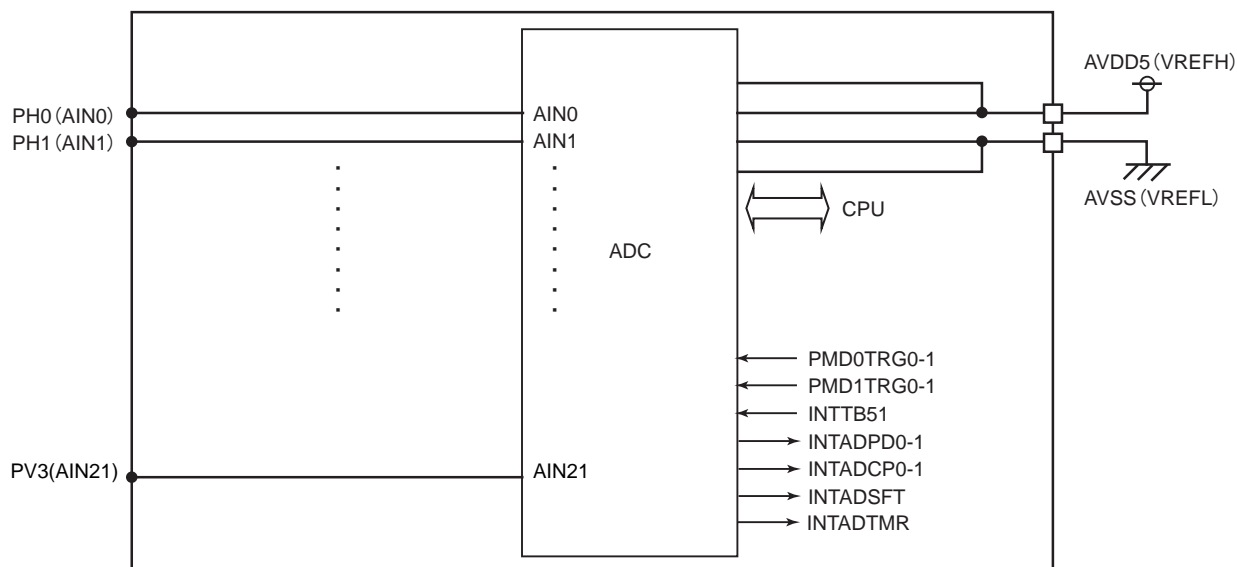 AVDD5（VREFH）
PH0（AIN0）
AIN0
PH1（AIN1）
AIN1
AVSS（VREFL）
CPU
ADC
PMD0TRG0-1
PMD1TRG0-1
INTTB51
INTADPD0-1
INTADCP0-1
PV3(AIN21)
AIN21
INTADSFT
INTADTMR